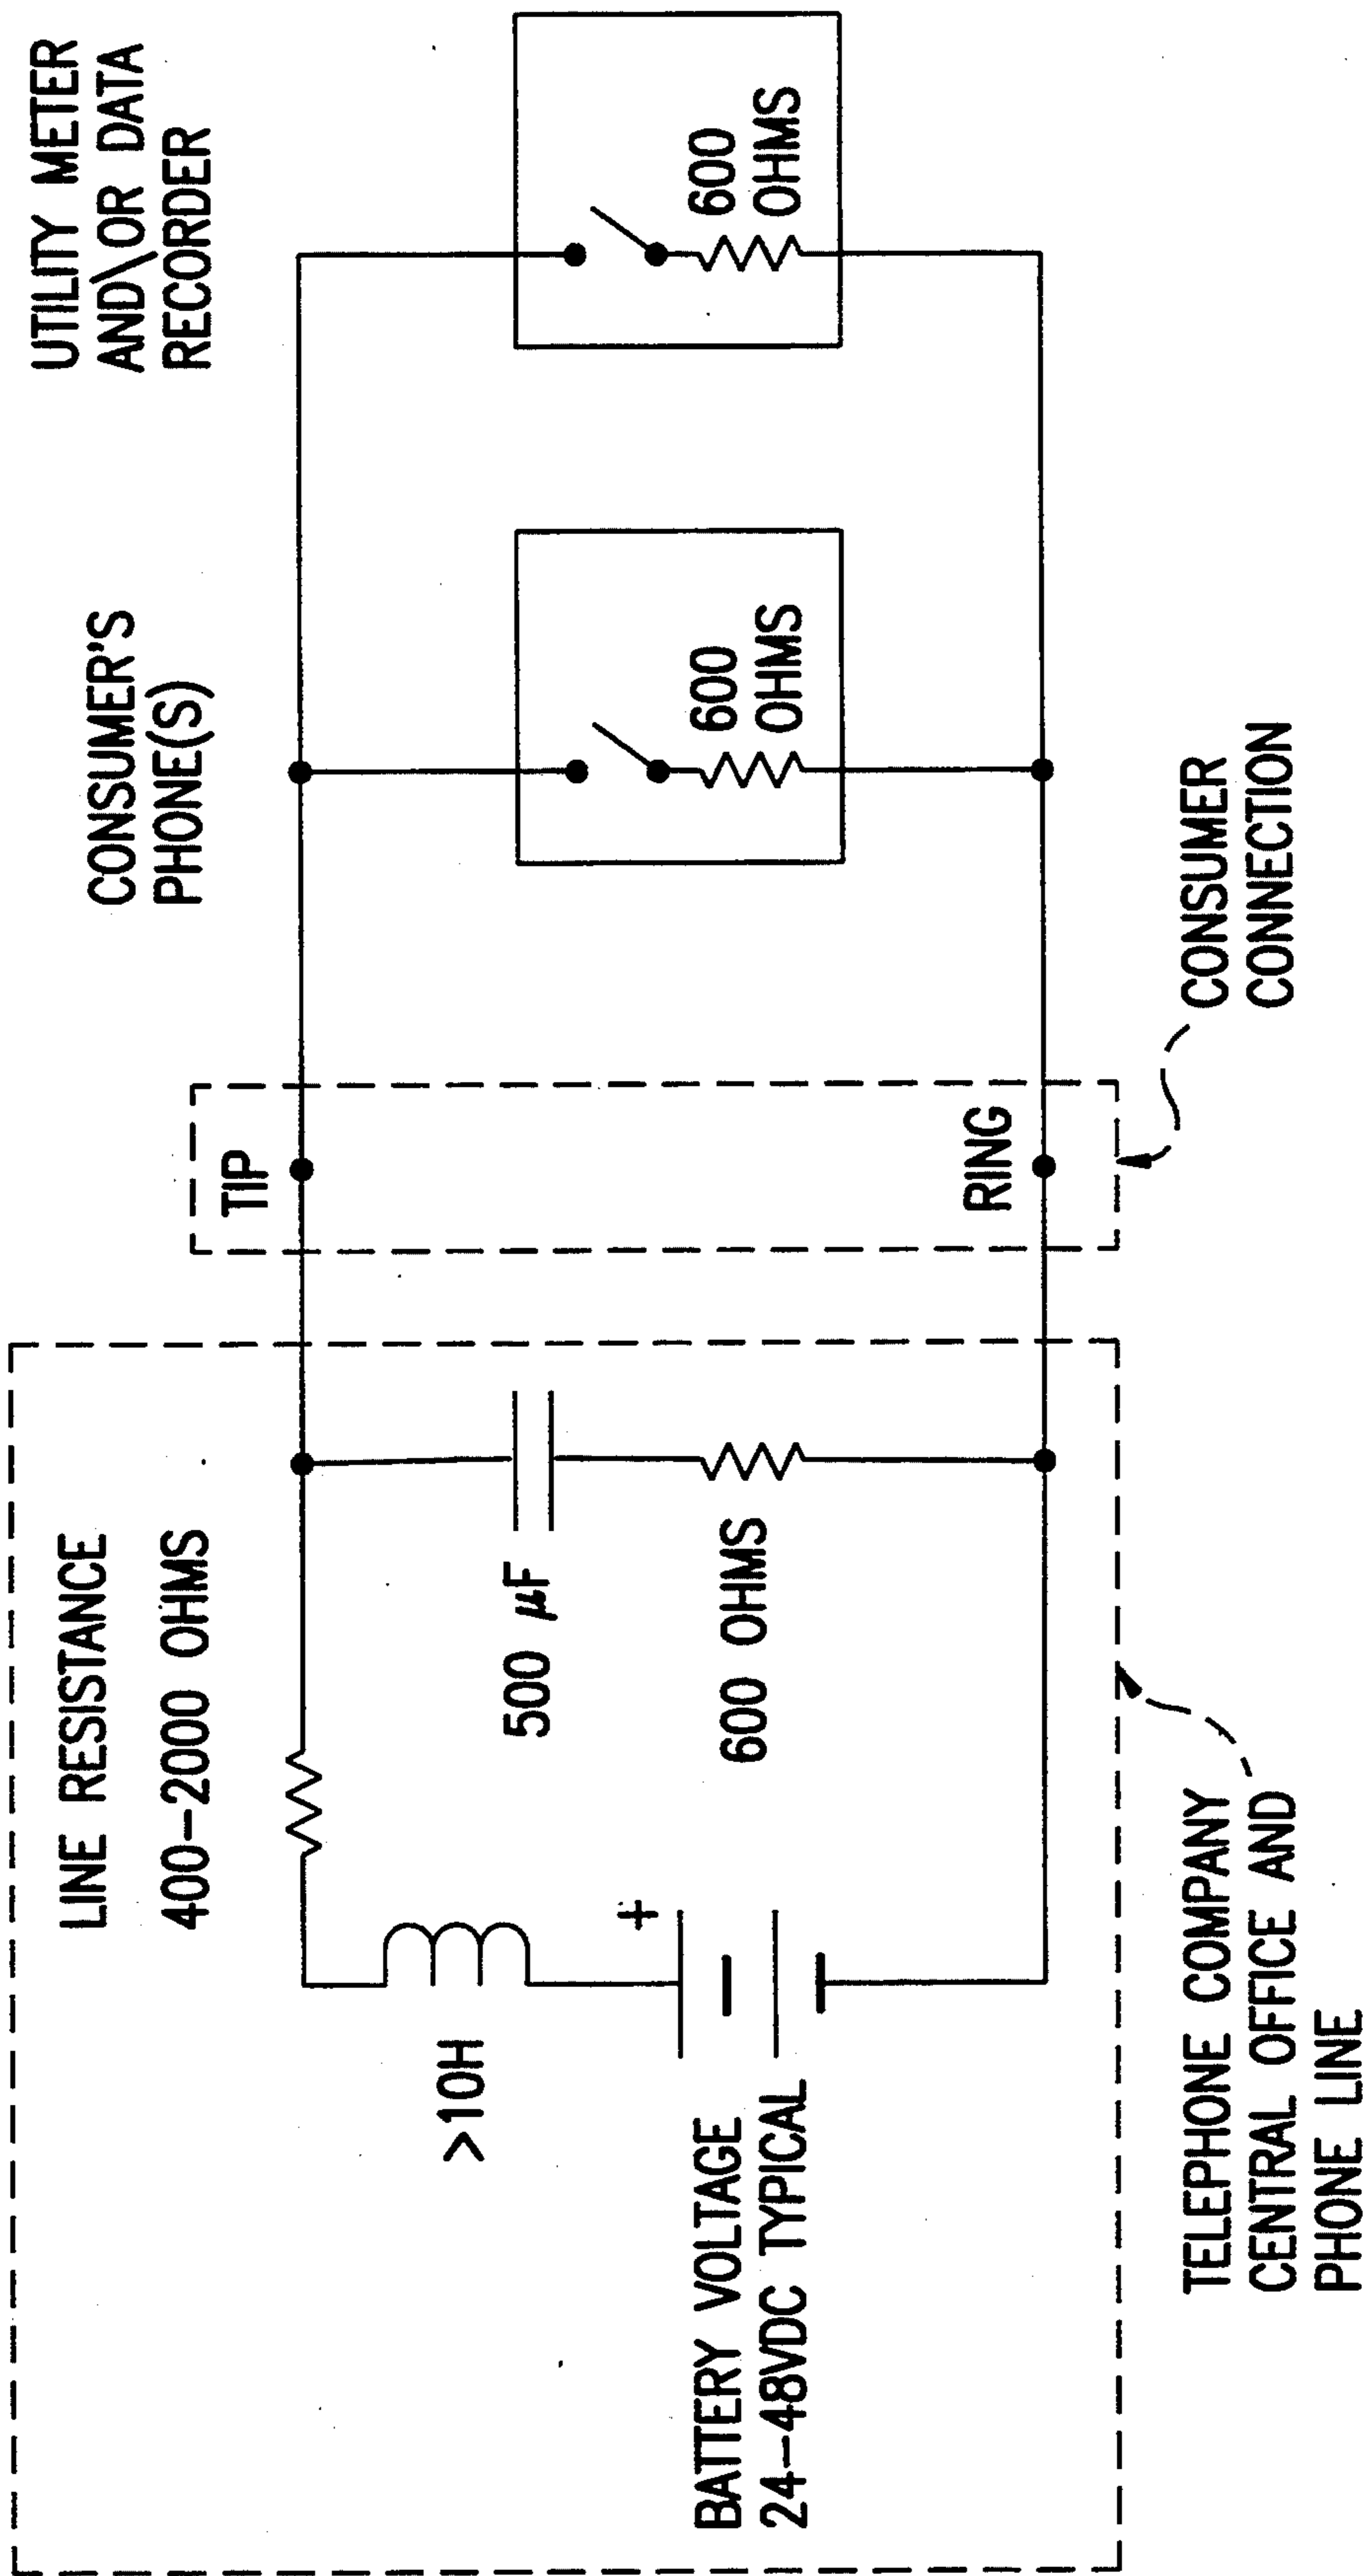 LINE RESISTANCE
400-2000 OHMS
>10H
+
BATTERY VOLTAGE
24-48VDC TYPICAL
500 µF
600 OHMS
TELEPHONE COMPANY
CENTRAL OFFICE AND
PHONE LINE
TIP
RING
CONSUMER
CONNECTION
CONSUMER'S
PHONE(S)
600
OHMS
UTILITY METER
AND\OR DATA
RECORDER
600
OHMS